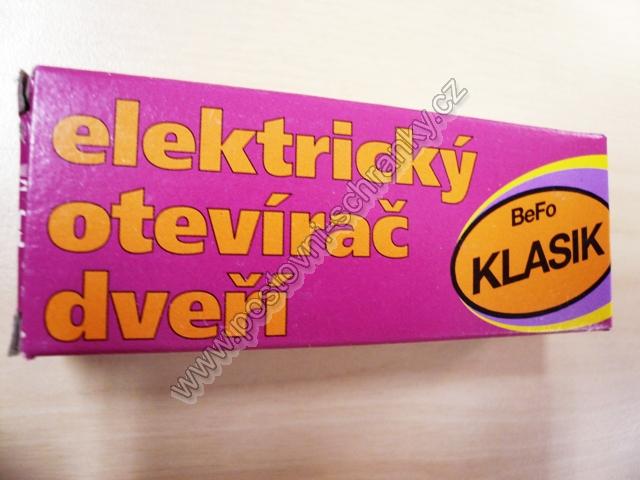 elektrický
otevírač
dveří
BeFo
KLASIK
www.postovni-schranky.cz